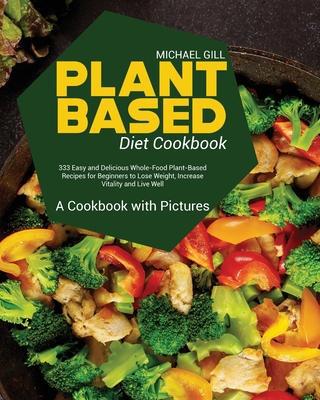 MICHAEL GILL
PLANT
BASED
Diet Cookbook
333 Easy and Delicious Whole-Food Plant-Based
Recipes for Beginners to Lose Weight, Increase
Vitality and Live Well
A Cookbook with Pictures